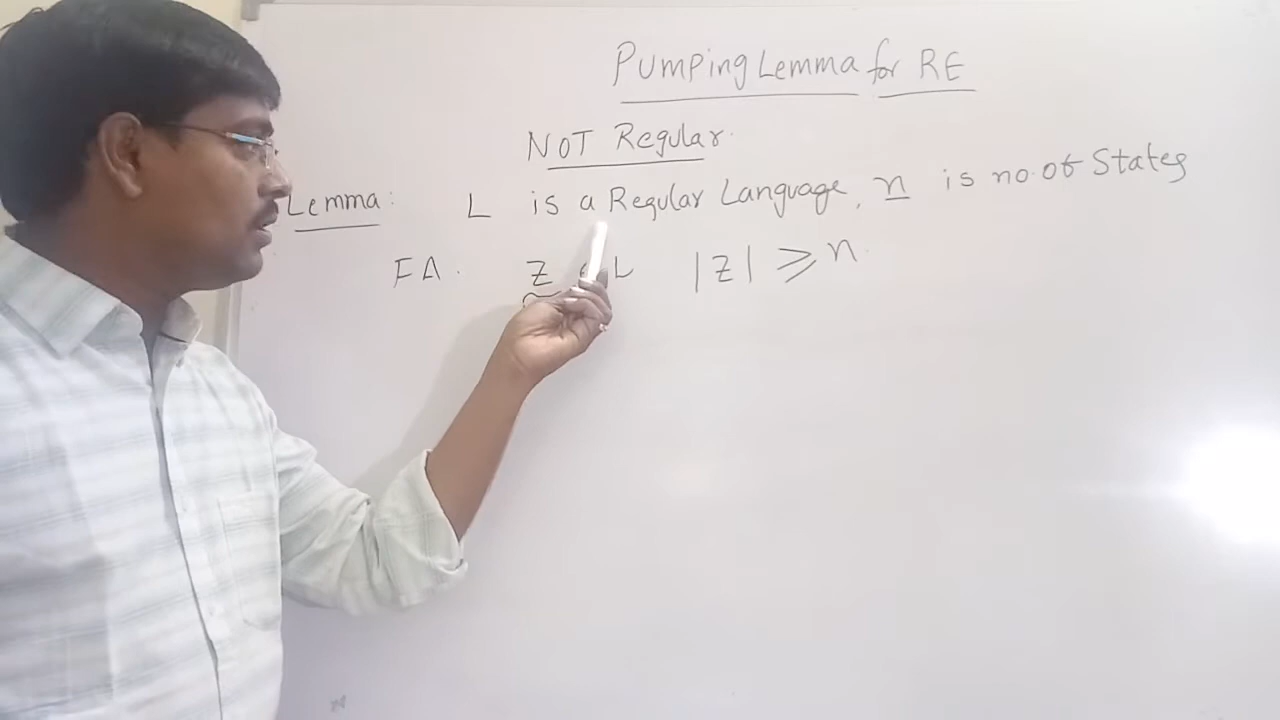 Pumping Lemma for RE
NOT Regular.
Lemma: L is a Regular Language, n is no. of States
FA. z L |z| ≥ n.